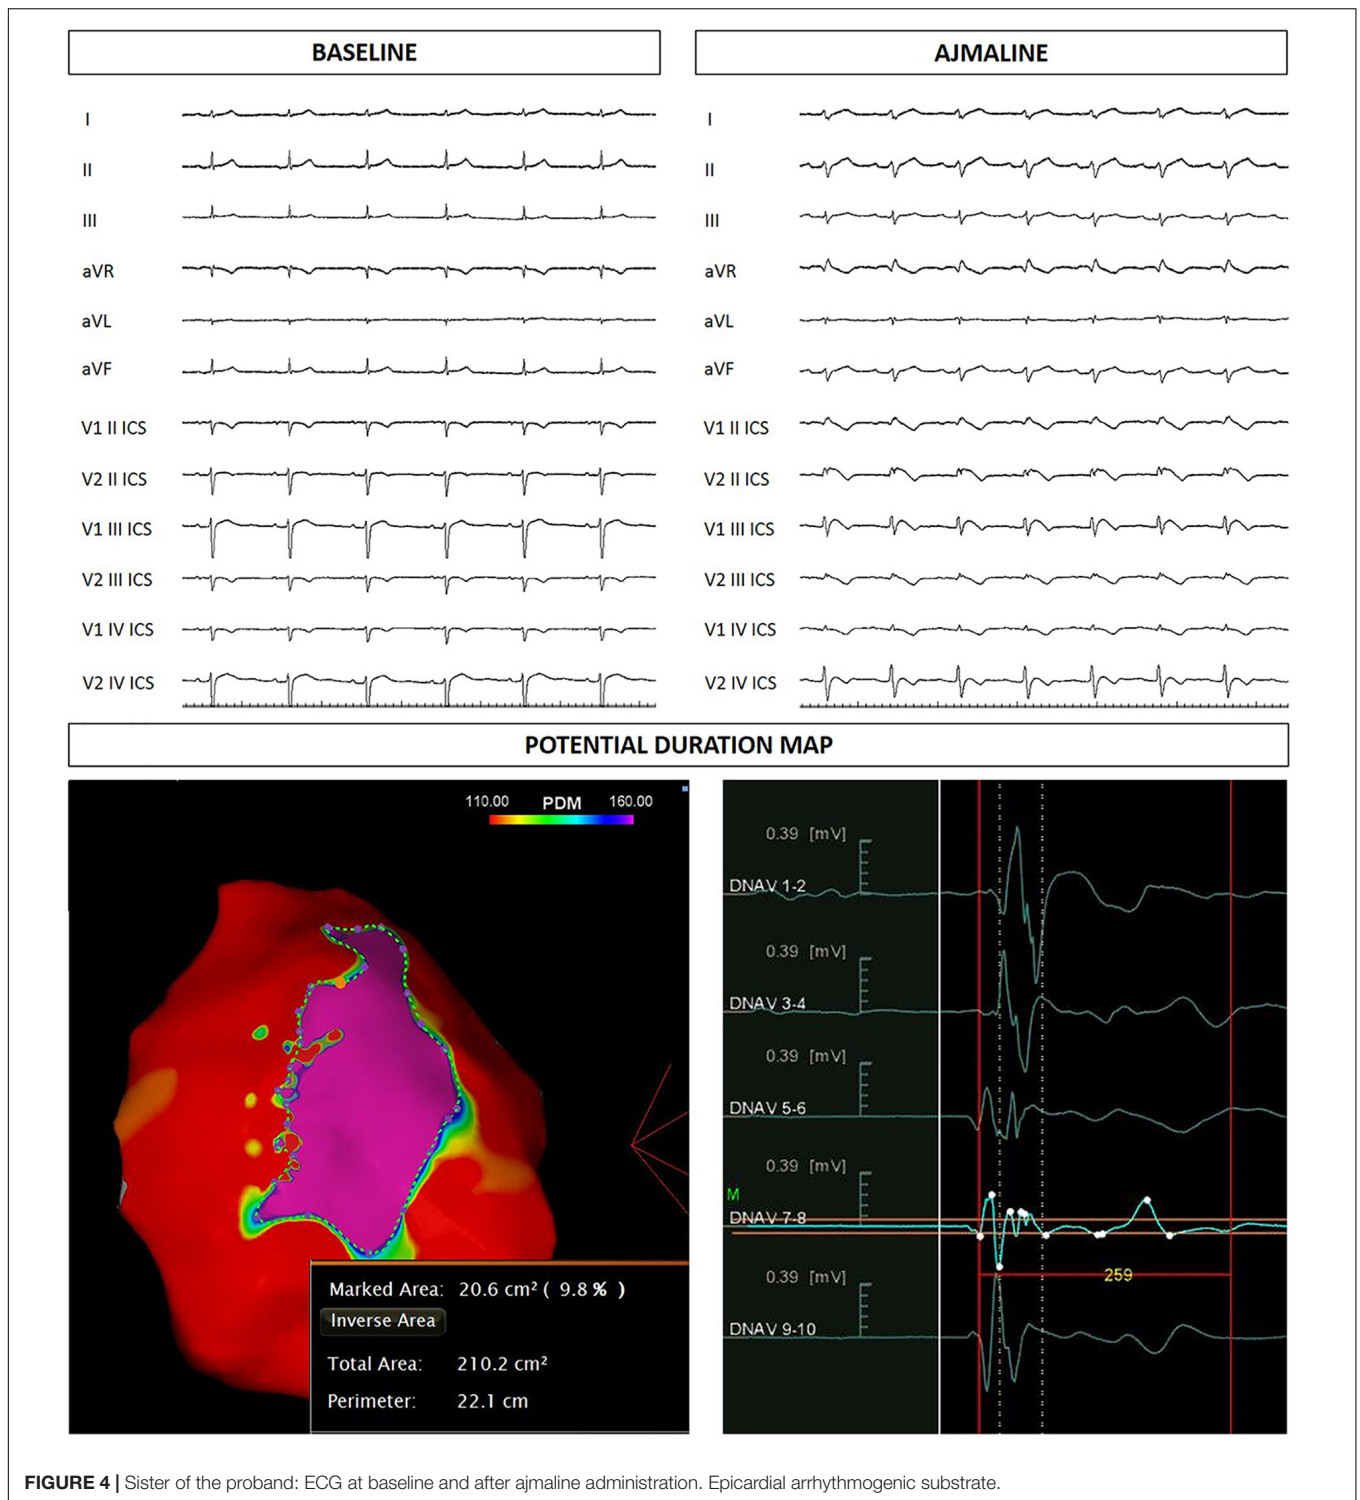 BASELINE
AJMALINE
I
II
III
aVR
aVL
aVF
V1 II ICS
V2 II ICS
V1 III ICS
V2 III ICS
V1 IV ICS
V2 IV ICS
I
II
III
aVR
aVL
aVF
V1 II ICS
V2 II ICS
V1 III ICS
V2 III ICS
V1 IV ICS
V2 IV ICS
POTENTIAL DURATION MAP
110.00 PDM 160.00
Marked Area: 20.6 cm² ( 9.8 % )
Inverse Area
Total Area: 210.2 cm²
Perimeter: 22.1 cm
0.39 [mV]
DNAV 1-2
0.39 [mV]
DNAV 3-4
0.39 [mV]
DNAV 5-6
0.39 [mV]
M
DNAV 7-8
259
0.39 [mV]
DNAV 9-10
FIGURE 4 | Sister of the proband: ECG at baseline and after ajmaline administration. Epicardial arrhythmogenic substrate.